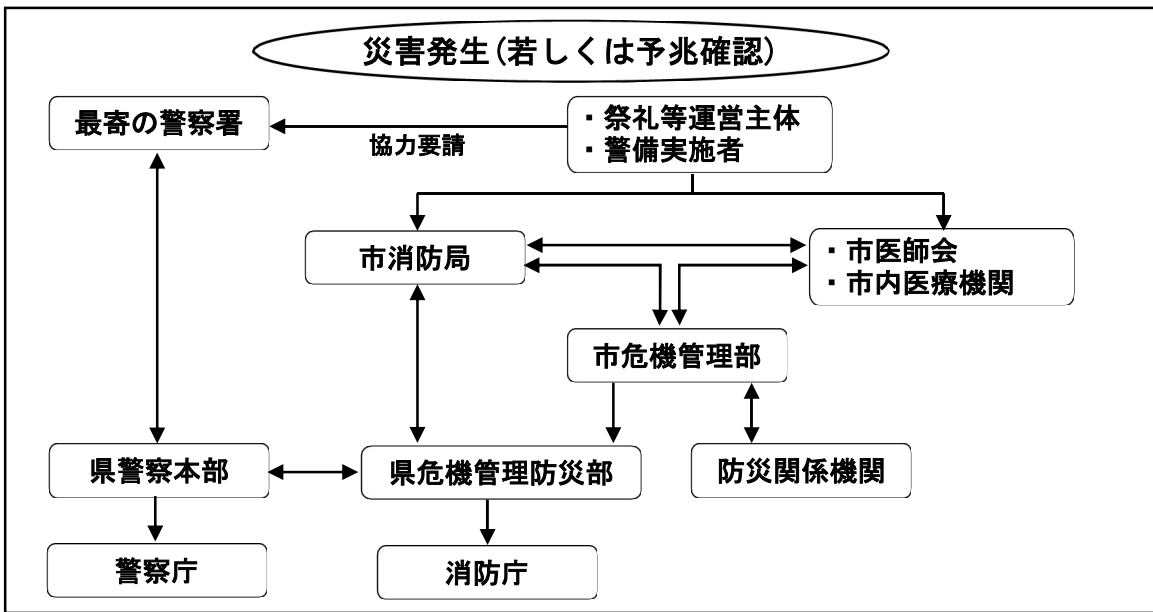 災害発生(若しくは予兆確認)
最寄の警察署
・祭礼等運営主体
・警備実施者
協力要請
市消防局
・市医師会
・市内医療機関
市危機管理部
県警察本部
県危機管理防災部
防災関係機関
警察庁
消防庁